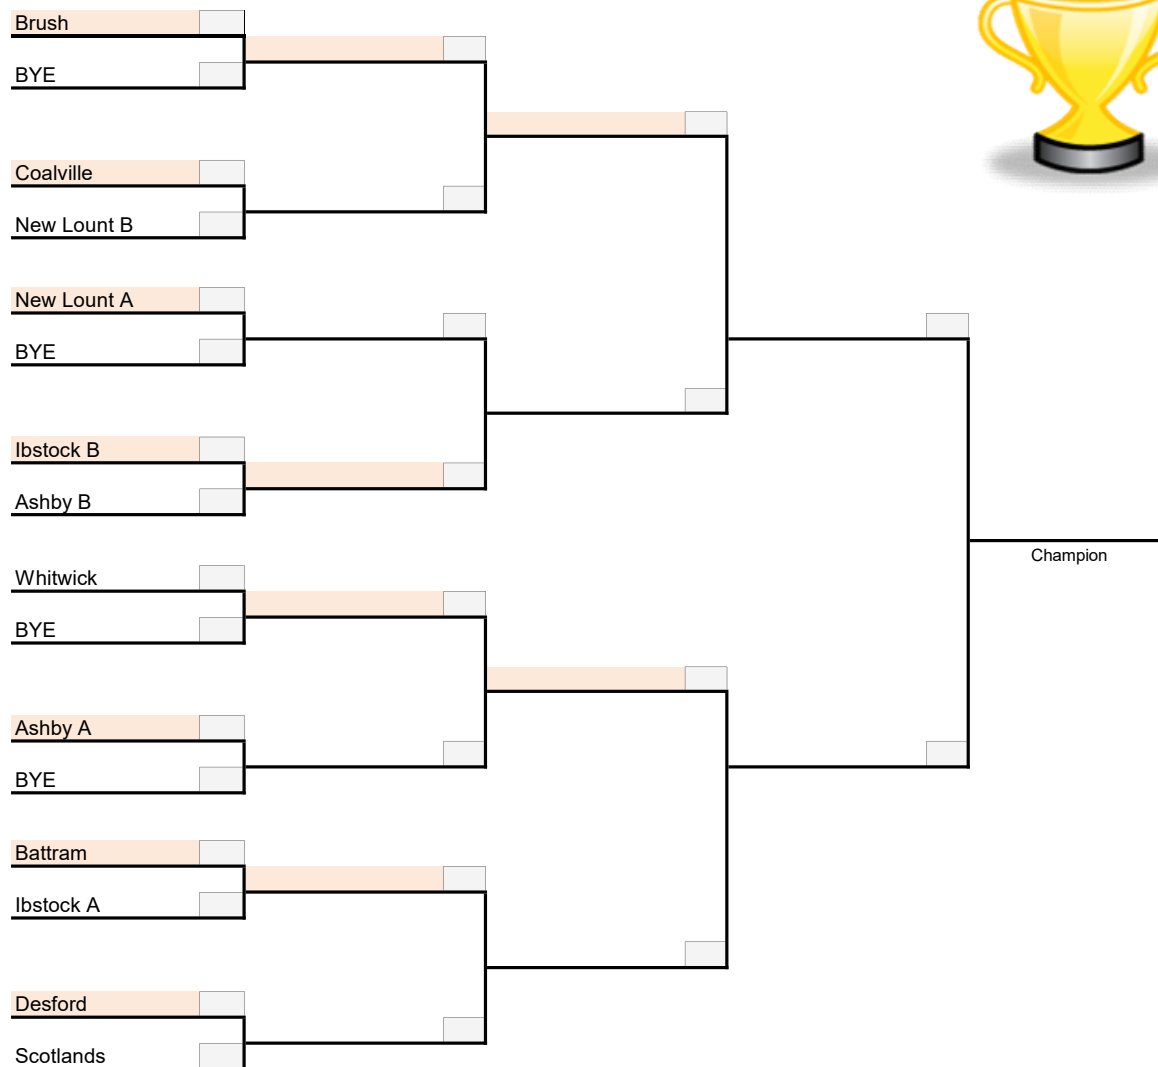 Brush
BYE
Coalville
New Lount B
New Lount A
BYE
Ibstock B
Ashby B
Whitwick
BYE
Champion
Ashby A
BYE
Battram
Ibstock A
Desford
Scotlands